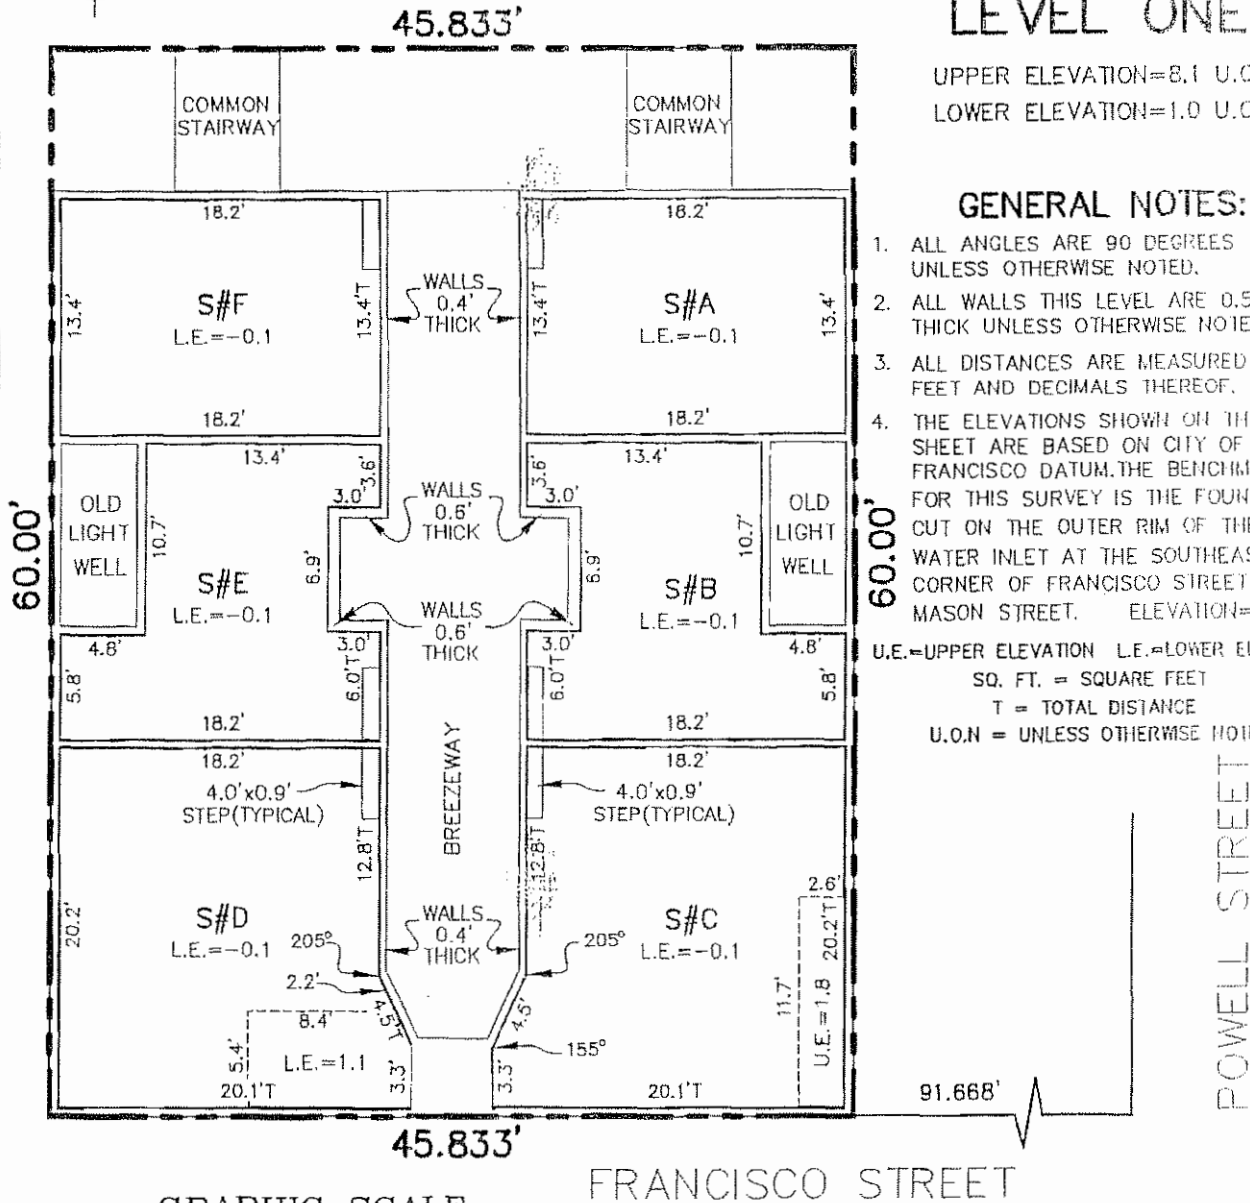 45.833'
LEVEL ONE
UPPER ELEVATION=8.1 U.O
LOWER ELEVATION=1.0 U.O
COMMON
STAIRWAY
COMMON
STAIRWAY
GENERAL NOTES:
1. ALL ANGLES ARE 90 DEGREES
UNLESS OTHERWISE NOTED.
2. ALL WALLS THIS LEVEL ARE 0.5
THICK UNLESS OTHERWISE NOTE
3. ALL DISTANCES ARE MEASURED
FEET AND DECIMALS THEREOF.
4. THE ELEVATIONS SHOWN ON TH
SHEET ARE BASED ON CITY OF
FRANCISCO DATUM.THE BENCHM
FOR THIS SURVEY IS THE FOUN
CUT ON THE OUTER RIM OF THE
WATER INLET AT THE SOUTHEAS
CORNER OF FRANCISCO STREET
MASON STREET. ELEVATION=
U.E.=UPPER ELEVATION L.E.=LOWER EL
SQ. FT. = SQUARE FEET
T = TOTAL DISTANCE
U.O.N = UNLESS OTHERWISE NOT
18.2'
13.4'
S#F
L.E.=-0.1
13.4'T
18.2'
WALLS
0.4'
THICK
18.2'
13.4'T
S#A
L.E.=-0.1
13.4'
18.2'
60.00'
OLD
LIGHT
WELL
13.4'
3.6'
3.0'
10.7'
S#E
L.E.=-0.1
6.9'
3.0'
4.8'
5.8'
6.0'T
18.2'
WALLS
0.6'
THICK
WALLS
0.6'
THICK
3.6'
13.4'
3.0'
10.7'
OLD
LIGHT
WELL
6.9'
S#B
L.E.=-0.1
3.0'
6.0'T
4.8'
5.8'
18.2'
60.00'
BREEZEWAY
18.2'
4.0'x0.9'
STEP(TYPICAL)
12.8'T
20.2'
S#D
L.E.=-0.1
205°
2.2'
4.5'T
8.4'
5.4'
L.E.=1.1
3.3'
20.1'T
WALLS
0.4'
THICK
18.2'
4.0'x0.9'
STEP(TYPICAL)
12.8'T
S#C
L.E.=-0.1
205°
4.5'
155°
3.3'
20.1'T
2.6'
20.2'T
11.7'
U.E.=1.8
91.668'
POWELL STREET
45.833'
FRANCISCO STREET
GRAPHIC SCALE